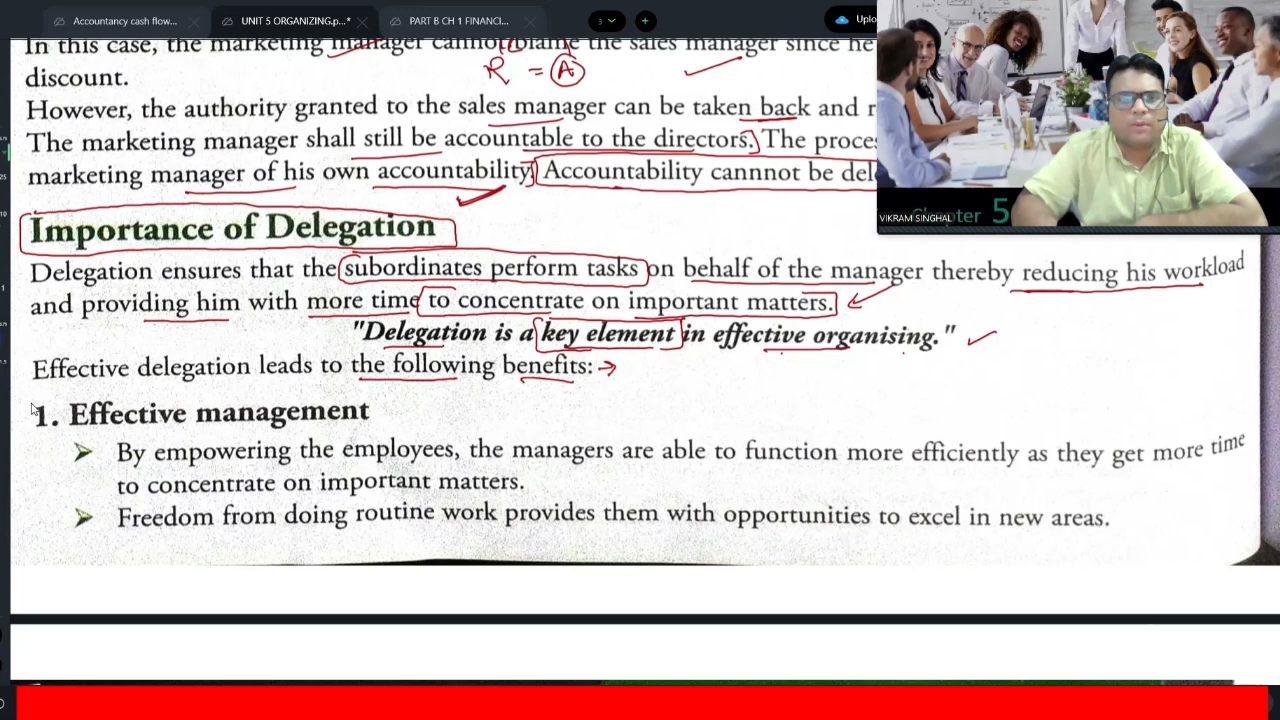 Accountancy cash flow...
UNIT 5 ORGANIZING.p...*
PART B CH 1 FINANCI...
3
Uplo
In this case, the marketing manager cannot blame the sales manager since he
discount.
R = A
However, the authority granted to the sales manager can be taken back and r
The marketing manager shall still be accountable to the directors. The proce
marketing manager of his own accountability. Accountability cannnot be del
VIKRAM SINGHAL
pter 5
Importance of Delegation
Delegation ensures that the subordinates perform tasks on behalf of the manager thereby reducing his workload
and providing him with more time to concentrate on important matters.
"Delegation is a key element in effective organising."
Effective delegation leads to the following benefits:
1. Effective management
➢ By empowering the employees, the managers are able to function more efficiently as they get more time
to concentrate on important matters.
➢ Freedom from doing routine work provides them with opportunities to excel in new areas.